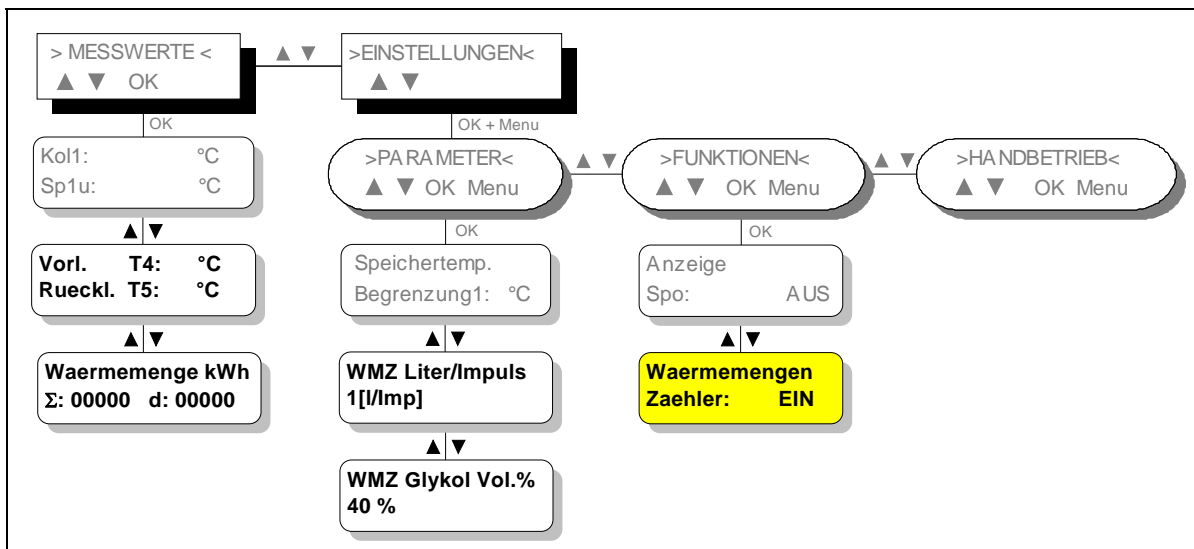 > MESSWERTE <
▲ ▼ OK
▲ ▼
>EINSTELLUNGEN<
▲ ▼
OK
Kol1: °C
Sp1u: °C
▲ ▼
Vorl. T4: °C
Rueckl. T5: °C
▲ ▼
Waermemenge kWh
Σ: 00000 d: 00000
OK + Menu
>PARAMETER<
▲ ▼ OK Menu
▲ ▼
>FUNKTIONEN<
▲ ▼ OK Menu
▲ ▼
>HANDBETRIEB<
▲ ▼ OK Menu
OK
Speichertemp.
Begrenzung1: °C
▲ ▼
WMZ Liter/Impuls
1[l/Imp]
▲ ▼
WMZ Glykol Vol.%
40 %
OK
Anzeige
Spo: AUS
▲ ▼
Waermemengen
Zaehler: EIN